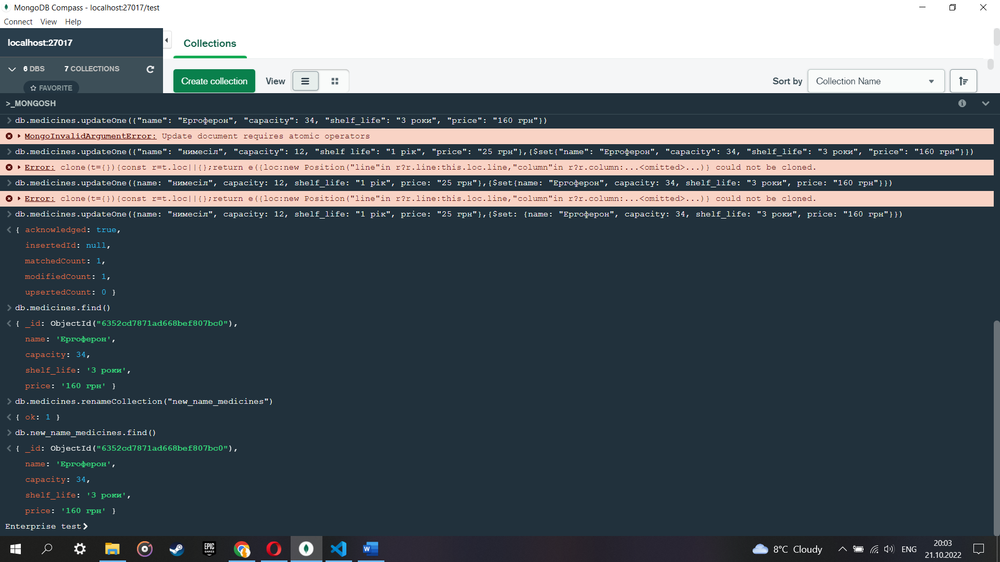 MongoDB Compass - localhost:27017/test
Connect View Help
localhost:27017
Collections
6 DBS 7 COLLECTIONS
FAVORITE
Create collection View
Sort by Collection Name
>_MONGOSH
db.medicines.updateOne({"name": "Ергоферон", "capacity": 34, "shelf_life": "3 роки", "price": "160 грн"})
MongoInvalidArgumentError: Update document requires atomic operators
db.medicines.updateOne({"name": "нимесіл", "capacity": 12, "shelf life": "1 рік", "price": "25 грн"},{$set{"name": "Ергоферон", "capacity": 34, "shelf_life": "3 роки", "price": "160 грн"}})
Error: clone(t={}){const r=t.loc||{};return e({loc:new Position("line"in r?r.line:this.loc.line,"column"in r?r.column:...<omitted>...)} could not be cloned.
db.medicines.updateOne({name: "нимесіл", capacity: 12, shelf_life: "1 рік", price: "25 грн"},{$set{name: "Ергоферон", capacity: 34, shelf_life: "3 роки", price: "160 грн"}})
Error: clone(t={}){const r=t.loc||{};return e({loc:new Position("line"in r?r.line:this.loc.line,"column"in r?r.column:...<omitted>...)} could not be cloned.
db.medicines.updateOne({name: "нимесіл", capacity: 12, shelf_life: "1 рік", price: "25 грн"},{$set: {name: "Ергоферон", capacity: 34, shelf_life: "3 роки", price: "160 грн"}})
{ acknowledged: true,
insertedId: null,
matchedCount: 1,
modifiedCount: 1,
upsertedCount: 0 }
db.medicines.find()
{ _id: ObjectId("6352cd7871ad668bef807bc0"),
name: 'Ергоферон',
capacity: 34,
shelf_life: '3 роки',
price: '160 грн' }
db.medicines.renameCollection("new_name_medicines")
{ ok: 1 }
db.new_name_medicines.find()
{ _id: ObjectId("6352cd7871ad668bef807bc0"),
name: 'Ергоферон',
capacity: 34,
shelf_life: '3 роки',
price: '160 грн' }
Enterprise test>
EPIC GAMES
8°C Cloudy
ENG
20:03
21.10.2022